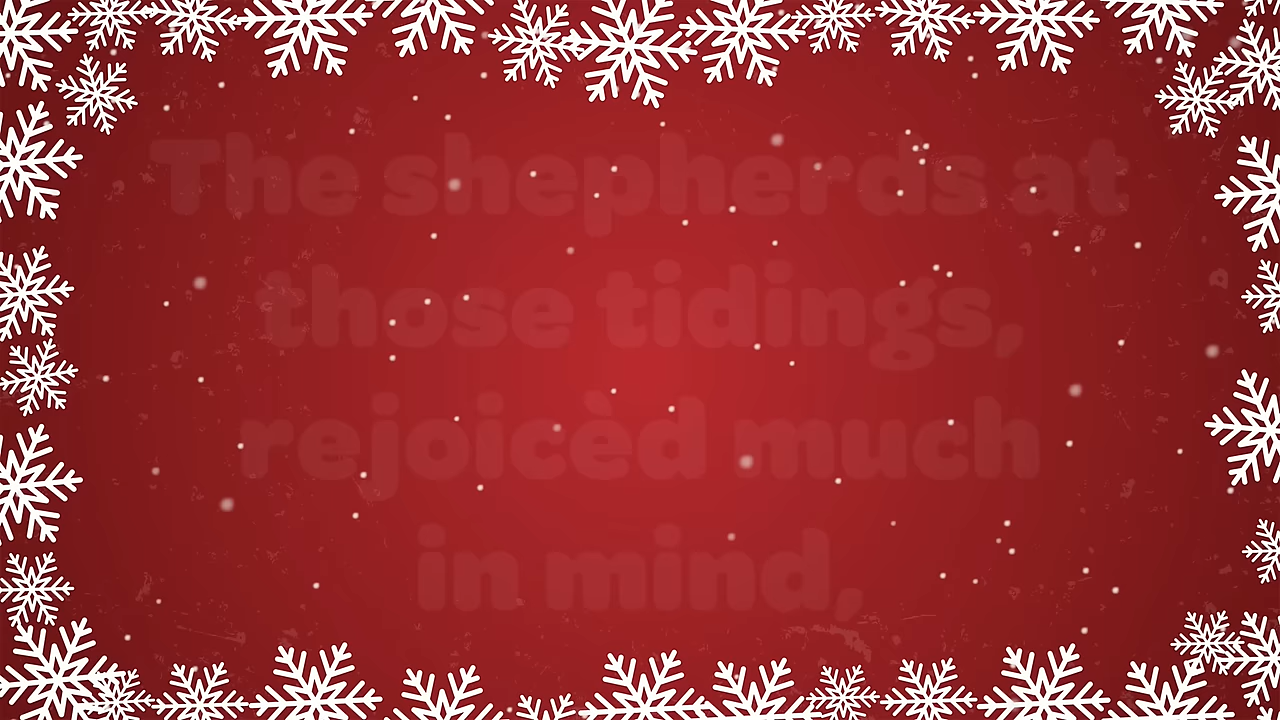 The shepherds at
those tidings,
rejoicèd much
in mind,